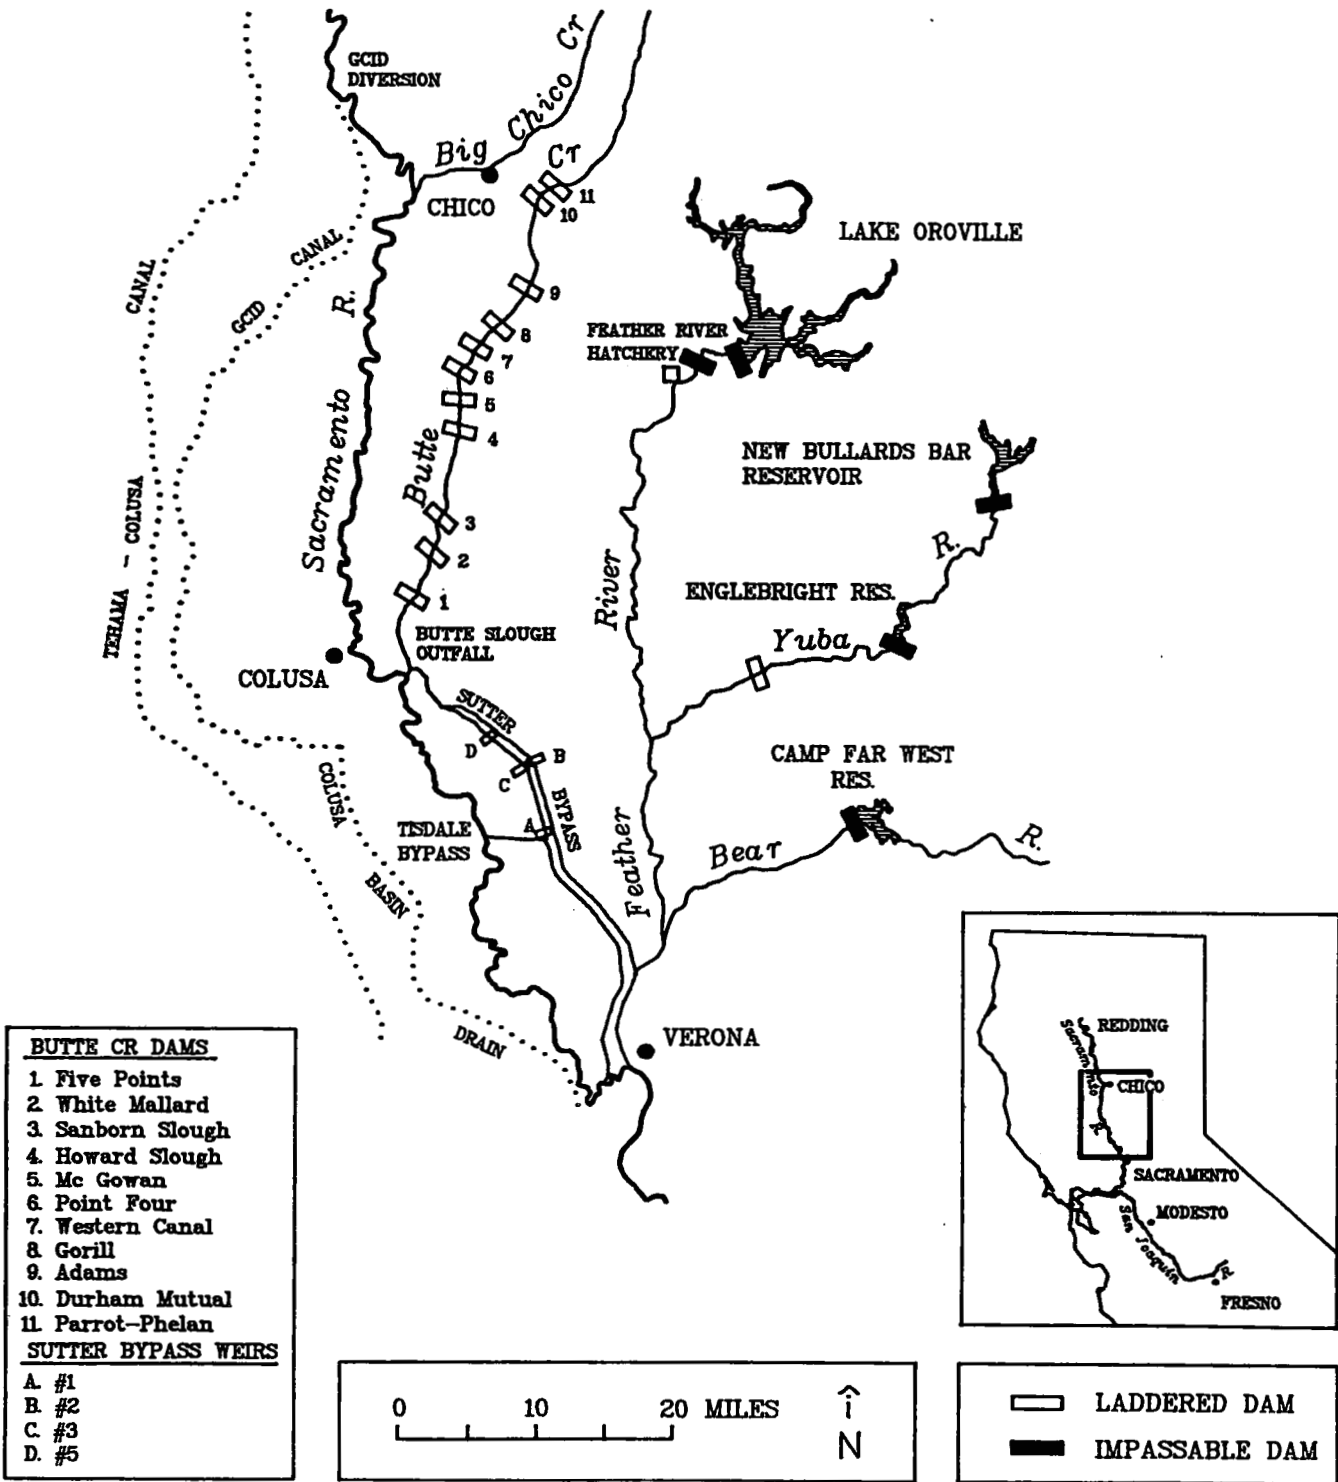 Cr
GCID
DIVERSION
Chico
Big
Cr
CHICO
11
10
LAKE OROVILLE
CANAL
CANAL
GCID
R.
9
8
7
6
5
4
FEATHER RIVER
HATCHERY
Sacramento
Butte
NEW BULLARDS BAR
RESERVOIR
TEHAMA - COLUSA
3
2
1
R.
River
ENGLEBRIGHT RES.
Yuba
BUTTE SLOUGH
OUTFALL
COLUSA
SUTTER
D
B
C
CAMP FAR WEST
RES.
COLUSA
BYPASS
A
TISDALE
BYPASS
Bear
R.
Feather
BASIN
DRAIN
VERONA
BUTTE CR DAMS
1. Five Points
2. White Mallard
3. Sanborn Slough
4. Howard Slough
5. Mc Gowan
6. Point Four
7. Western Canal
8. Gorill
9. Adams
10. Durham Mutual
11. Parrot-Phelan
SUTTER BYPASS WEIRS
A. #1
B. #2
C. #3
D. #5
REDDING
Sacramnto
CHICO
R.
SACRAMENTO
MODESTO
San Joaquin
R.
FRESNO
0 10 20 MILES
N
LADDERED DAM
IMPASSABLE DAM